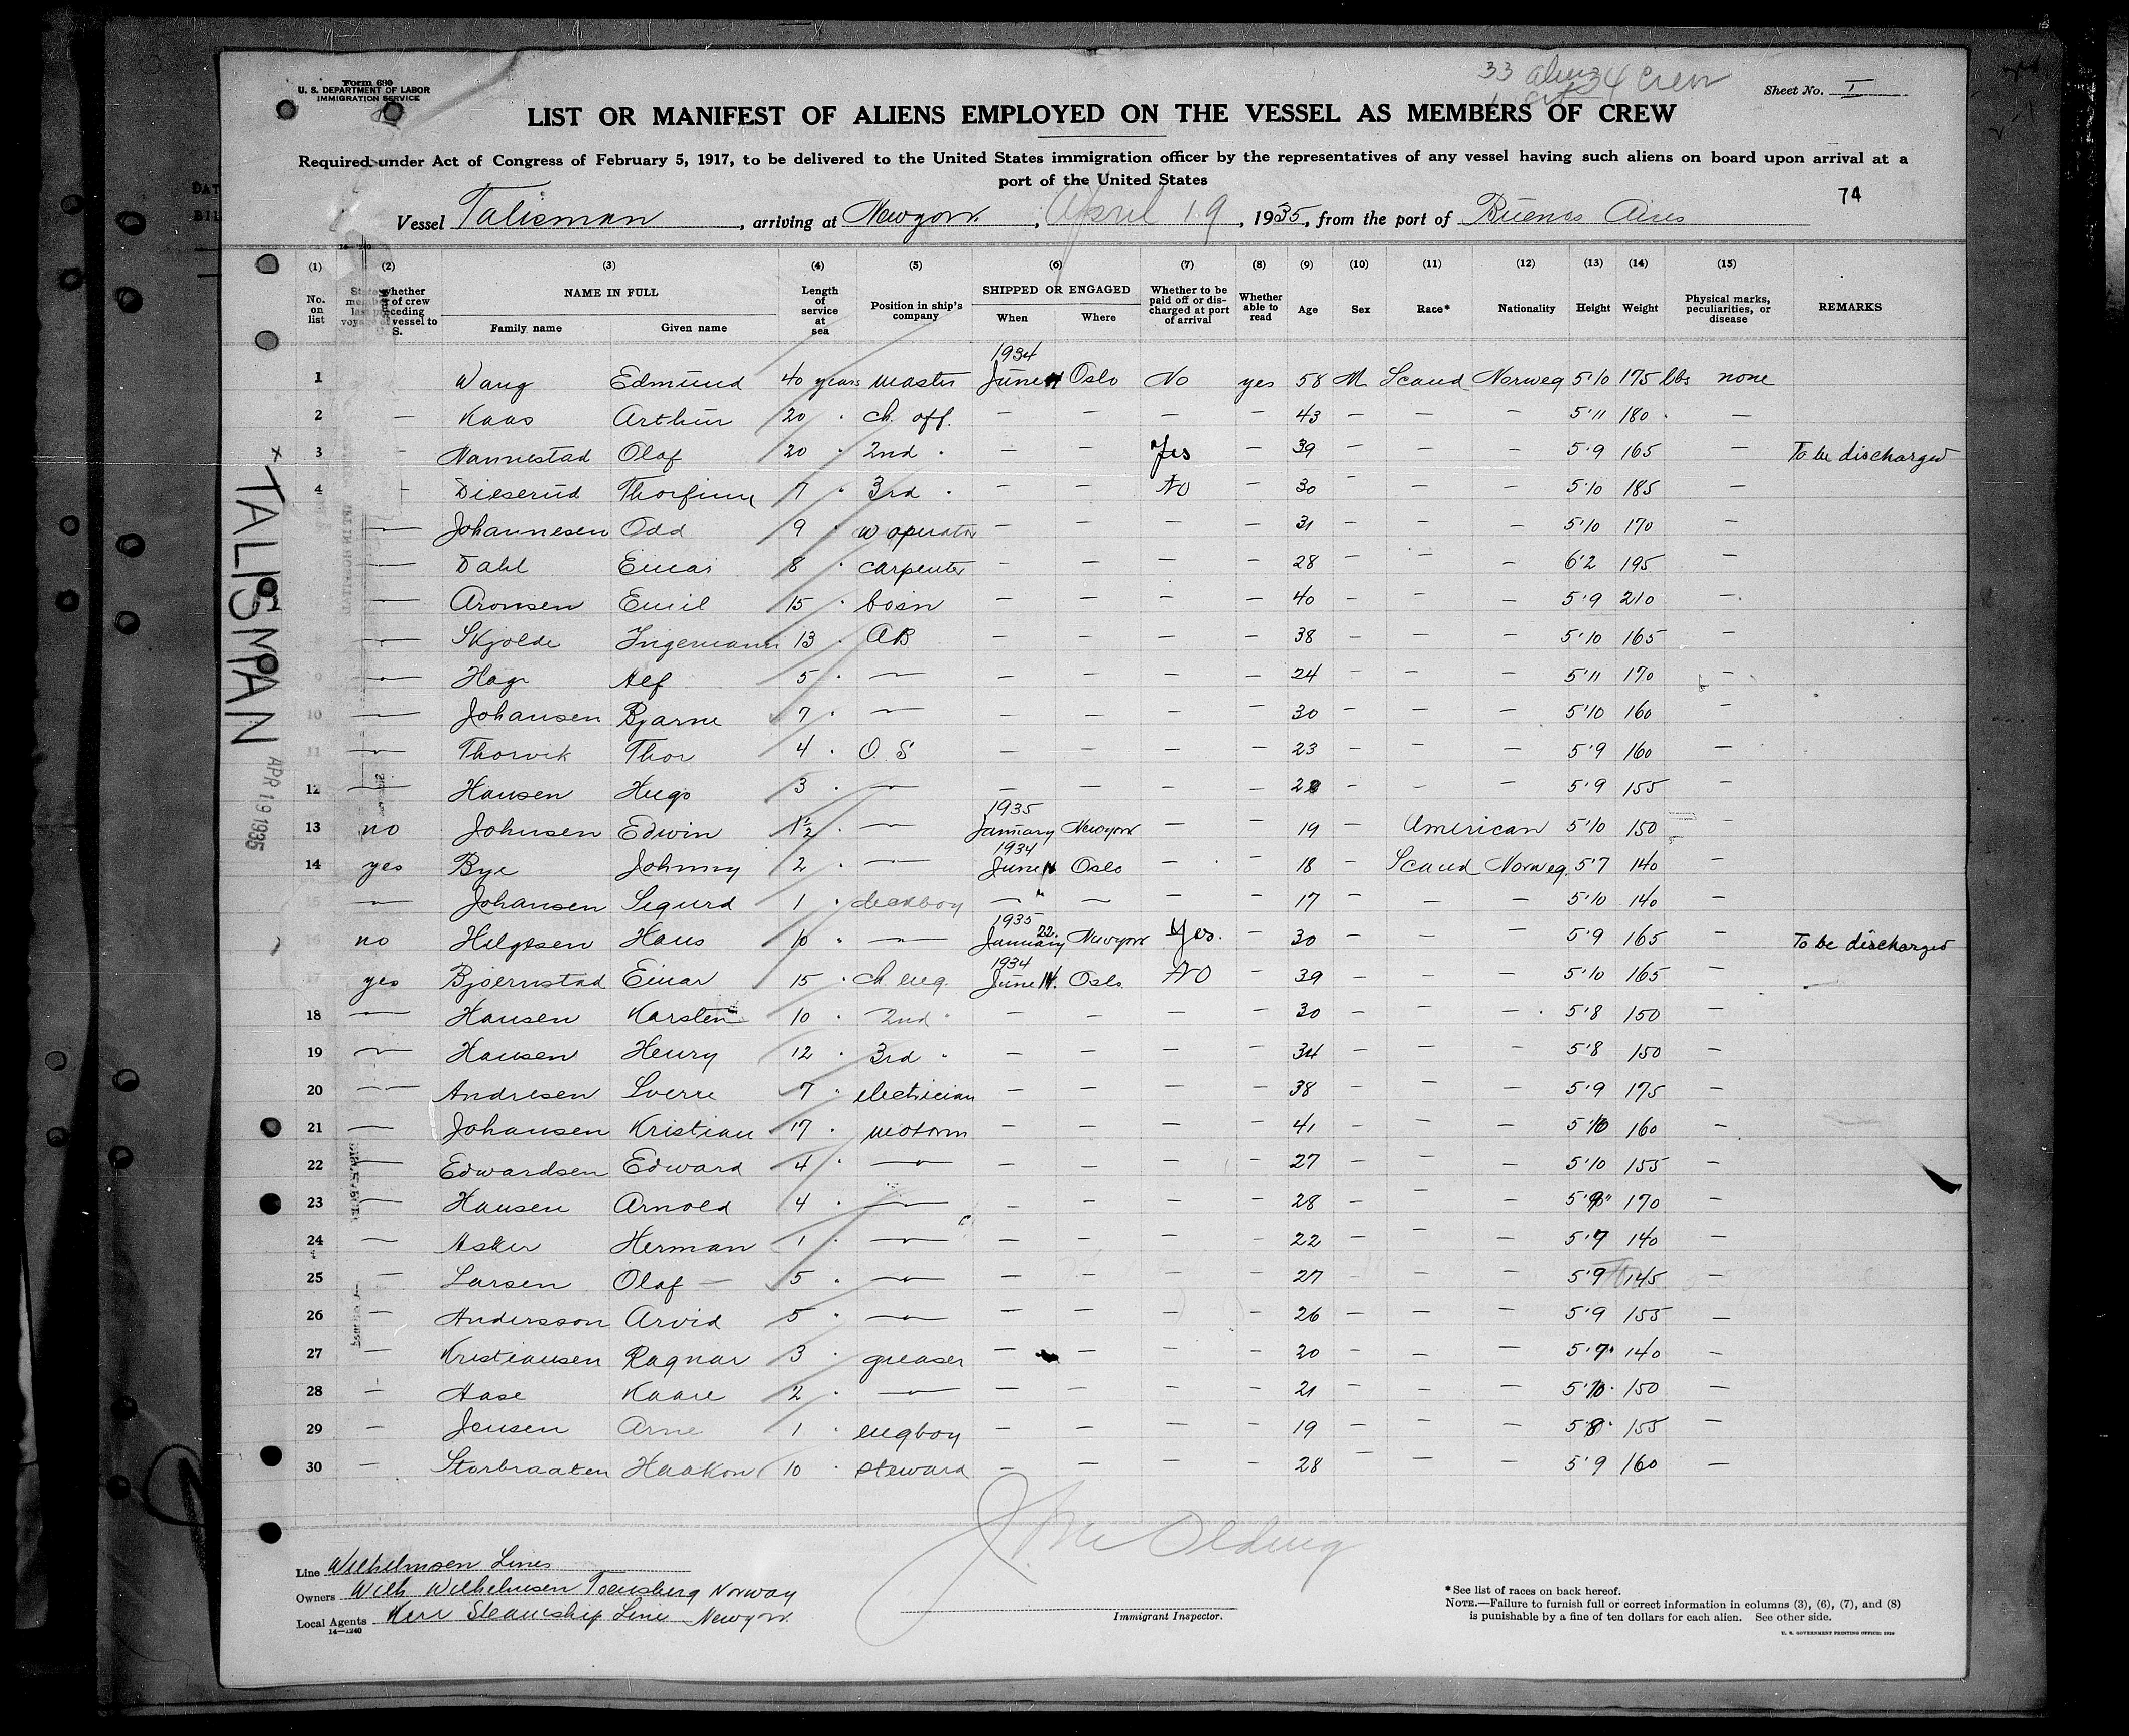 Form 680
U. S. DEPARTMENT OF LABOR
IMMIGRATION SERVICE
33 aliens 34 Crew
Sheet No. I
LIST OR MANIFEST OF ALIENS EMPLOYED ON THE VESSEL AS MEMBERS OF CREW
Required under Act of Congress of February 5, 1917, to be delivered to the United States immigration officer by the representatives of any vessel having such aliens on board upon arrival at a
port of the United States
74
Vessel Talisman, arriving at Newyork, April 19, 1935, from the port of Buenos Aires
(1) (2) (3) (4) (5) (6) (7) (8) (9) (10) (11) (12) (13) (14) (15)
No. on list State whether member of crew last preceding voyage of vessel to U. S. NAME IN FULL Family name Given name Length of service at sea Position in ship's company SHIPPED OR ENGAGED When Where Whether to be paid off or discharged at port of arrival Whether able to read Age Sex Race* Nationality Height Weight Physical marks, peculiarities, or disease REMARKS
1934
1 Waag Edmund 40 years master June 11 Oslo No yes 58 M Scand Norweg 5'10 175 lbs none
2 — Kaas Arthur 20 " ch. off. — — — — 43 — — — 5'11 180 —
3 — Nannestad Olaf 20 " 2nd " — — Yes — 39 — — — 5'9 165 — To be discharged
4 — Dieserud Thorfinn 7 " 3rd " — — No — 30 — — — 5'10 185 —
— Johannesen Odd 9 " w operator — — — — 31 — — — 5'10 170 —
— Dahl Einar 8 " carpenter — — — — 28 — — — 6'2 195 —
— Aronsen Emil 15 " bosn — — — — 40 — — — 5'9 210 —
— Skjolde Ingemann 13 " AB — — — — 38 — — — 5'10 165 —
— Hage Alf 5 " — — — — — 24 — — — 5'11 170 —
10 — Johansen Bjarne 7 " — — — — — 30 — — — 5'10 160 —
11 — Thorvik Thor 4 " O. S — — — — 23 — — — 5'9 160 —
12 — Hansen Hugo 3 " — — — — — 22 — — — 5'9 155 —
1935
13 no Johnsen Edwin 1½ " — January Newyork — — 19 — American 5'10 150 —
1934
14 yes Bye Johnny 2 " — June 11 Oslo — — 18 — Scand Norweg. 5'7 140 —
15 — Johansen Sigurd 1 " deckboy — " — — — 17 — — — 5'10 140 —
1935
16 no Helgesen Hans 10 " — January 22. Newyork Yes. — 30 — — — 5'9 165 — To be discharged
1934
17 yes Bjoernstad Einar 15 " ch eng. June 11. Oslo. No — 39 — — — 5'10 165 —
18 — Hansen Karsten 10 " 2nd " — — — — 30 — — 5'8 150 —
19 — Hansen Henry 12 " 3rd " — — — — 34 — — — 5'8 150 —
20 — Andresen Sverre 7 " electrician — — — — 38 — — — 5'9 175 —
21 — Johansen Kristian 17 " motorm — — — — 41 — — — 5'10 160 —
22 — Edwardsen Edward 4 " — — — — — 27 — — — 5'10 155 —
23 — Hansen Arnold 4 " — — — — — 28 — — — 5'9" 170 —
24 — Asker Herman 1 " — — — — — 22 — — — 5'7 140 —
25 — Larsen Olaf — 5 " — — — — — 27 — — 5'9 145 —
26 — Andersson Arvid 5 " — — — — — 26 — — — 5'9 155 —
27 — Kristiansen Ragnar 3 " greaser — — — — 20 — — — 5'7 140 —
28 — Aase Kaare 2 " — — — — — 21 — — — 5'10 150 —
29 — Jensen Arne 1 " engboy — — — — 19 — — — 5'8 155 —
30 — Storbraaten Haakon 10 " steward — — — — 28 — — — 5'9 160 —
TALISMAN
APR 19 1935
Line Wilhelmsen Lines
Owners Wilh Wilhelmsen Toensberg Norway
Local Agents Kerr Steamship Line Newyork
14—1240
Immigrant Inspector.
*See list of races on back hereof.
NOTE.—Failure to furnish full or correct information in columns (3), (6), (7), and (8)
is punishable by a fine of ten dollars for each alien. See other side.
U. S. GOVERNMENT PRINTING OFFICE: 1929